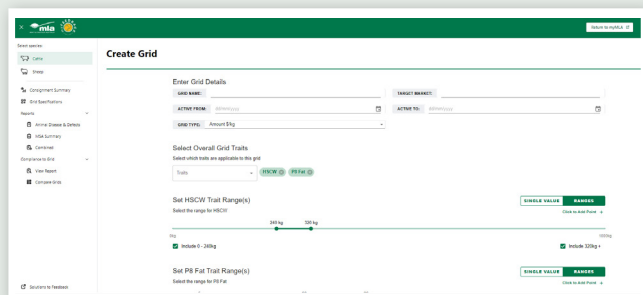 mla
Return to myMLA
Select species:
Cattle
Sheep
Consignment Summary
Grid Specifications
Reports
Animal Disease & Defects
MSA Summary
Combined
Compliance to Grid
View Report
Compare Grids
Solutions to Feedback
Create Grid
Enter Grid Details
GRID NAME:
TARGET MARKET:
ACTIVE FROM: dd/mm/yyyy
ACTIVE TO: dd/mm/yyyy
GRID TYPE: Amount $/kg
Select Overall Grid Traits
Select which traits are applicable to this grid
Traits
HSCW
P8 Fat
Set HSCW Trait Range(s)
SINGLE VALUE RANGES
Select the range for HSCW
Click to Add Point
240 kg 320 kg
0kg 1000kg
Include 0 - 240kg
Include 320kg +
Set P8 Fat Trait Range(s)
SINGLE VALUE RANGES
Select the range for P8 Fat
Click to Add Point